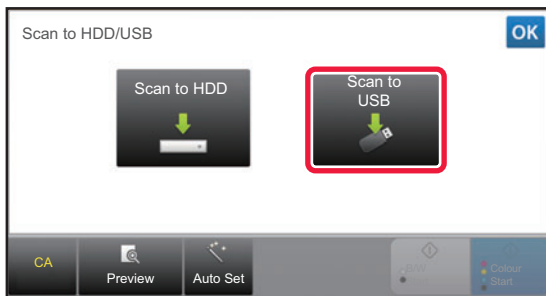 Scan to HDD/USB
OK
Scan to HDD
Scan to
USB
CA
Preview
Auto Set
B/W
Colour
Start